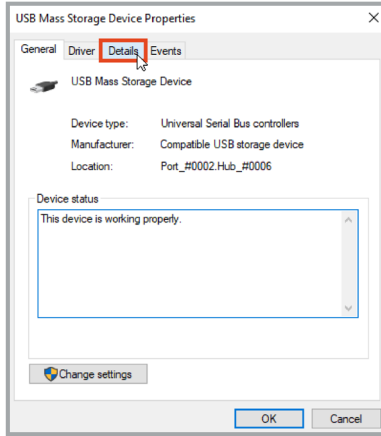 USB Mass Storage Device Properties
General Driver Details Events
USB Mass Storage Device
Device type: Universal Serial Bus controllers
Manufacturer: Compatible USB storage device
Location: Port_#0002.Hub_#0006
Device status
This device is working properly.
Change settings
OK Cancel